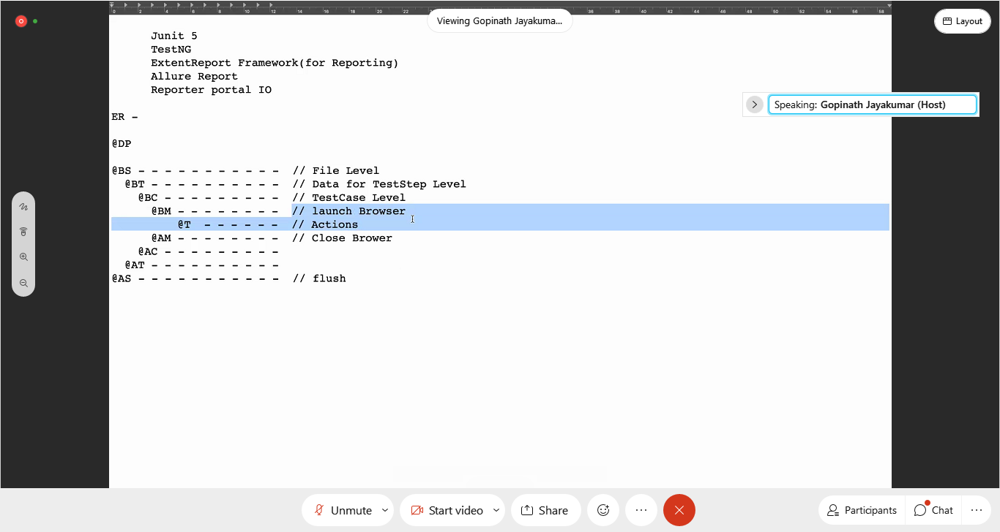 0 2 4 6 8 10 12 14 16 18 20 22 36 38 40 42 44 46 48 50 52 54 56 58
Viewing Gopinath Jayakuma...
Layout
Junit 5
TestNG
ExtentReport Framework(for Reporting)
Allure Report
Reporter portal IO
Speaking: Gopinath Jayakumar (Host)
ER –
@DP
@BS – – – – – – – – – – – // File Level
@BT – – – – – – – – – – // Data for TestStep Level
@BC – – – – – – – – – // TestCase Level
@BM – – – – – – – – // launch Browser
@T – – – – – – // Actions
@AM – – – – – – – – // Close Brower
@AC – – – – – – – – –
@AT – – – – – – – – – –
@AS – – – – – – – – – – – // flush
Unmute Start video Share ... Participants Chat ...